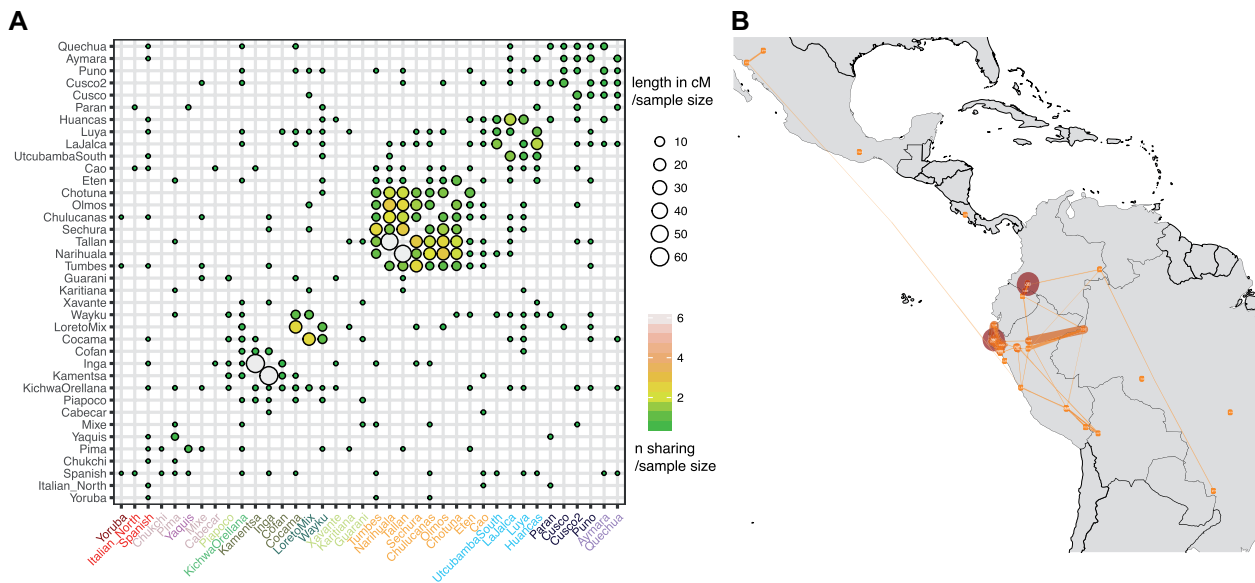 A
B
Quechua
Aymara
Puno
Cusco2
Cusco
Paran
Huancas
Luya
LaJalca
UtcubambaSouth
Cao
Eten
Chotuna
Olmos
Chulucanas
Sechura
Tallan
Narihuala
Tumbes
Guarani
Karitiana
Xavante
Wayku
LoretoMix
Cocama
Cofan
Inga
Kamentsa
KichwaOrellana
Piapoco
Cabecar
Mixe
Yaquis
Pima
Chukchi
Spanish
Italian_North
Yoruba
Yoruba
Italian_North
Spanish
Chukchi
Pima
Yaquis
Mixe
Cabecar
Piapoco
KichwaOrellana
Kamentsa
Inga
Cofan
Cocama
LoretoMix
Wayku
Xavante
Karitiana
Guarani
Tumbes
Narihuala
Tallan
Sechura
Chulucanas
Olmos
Chotuna
Eten
Cao
UtcubambaSouth
LaJalca
Luya
Huancas
Paran
Cusco
Cusco2
Puno
Aymara
Quechua
length in cM
/sample size
10
20
30
40
50
60
6
4
2
n sharing
/sample size